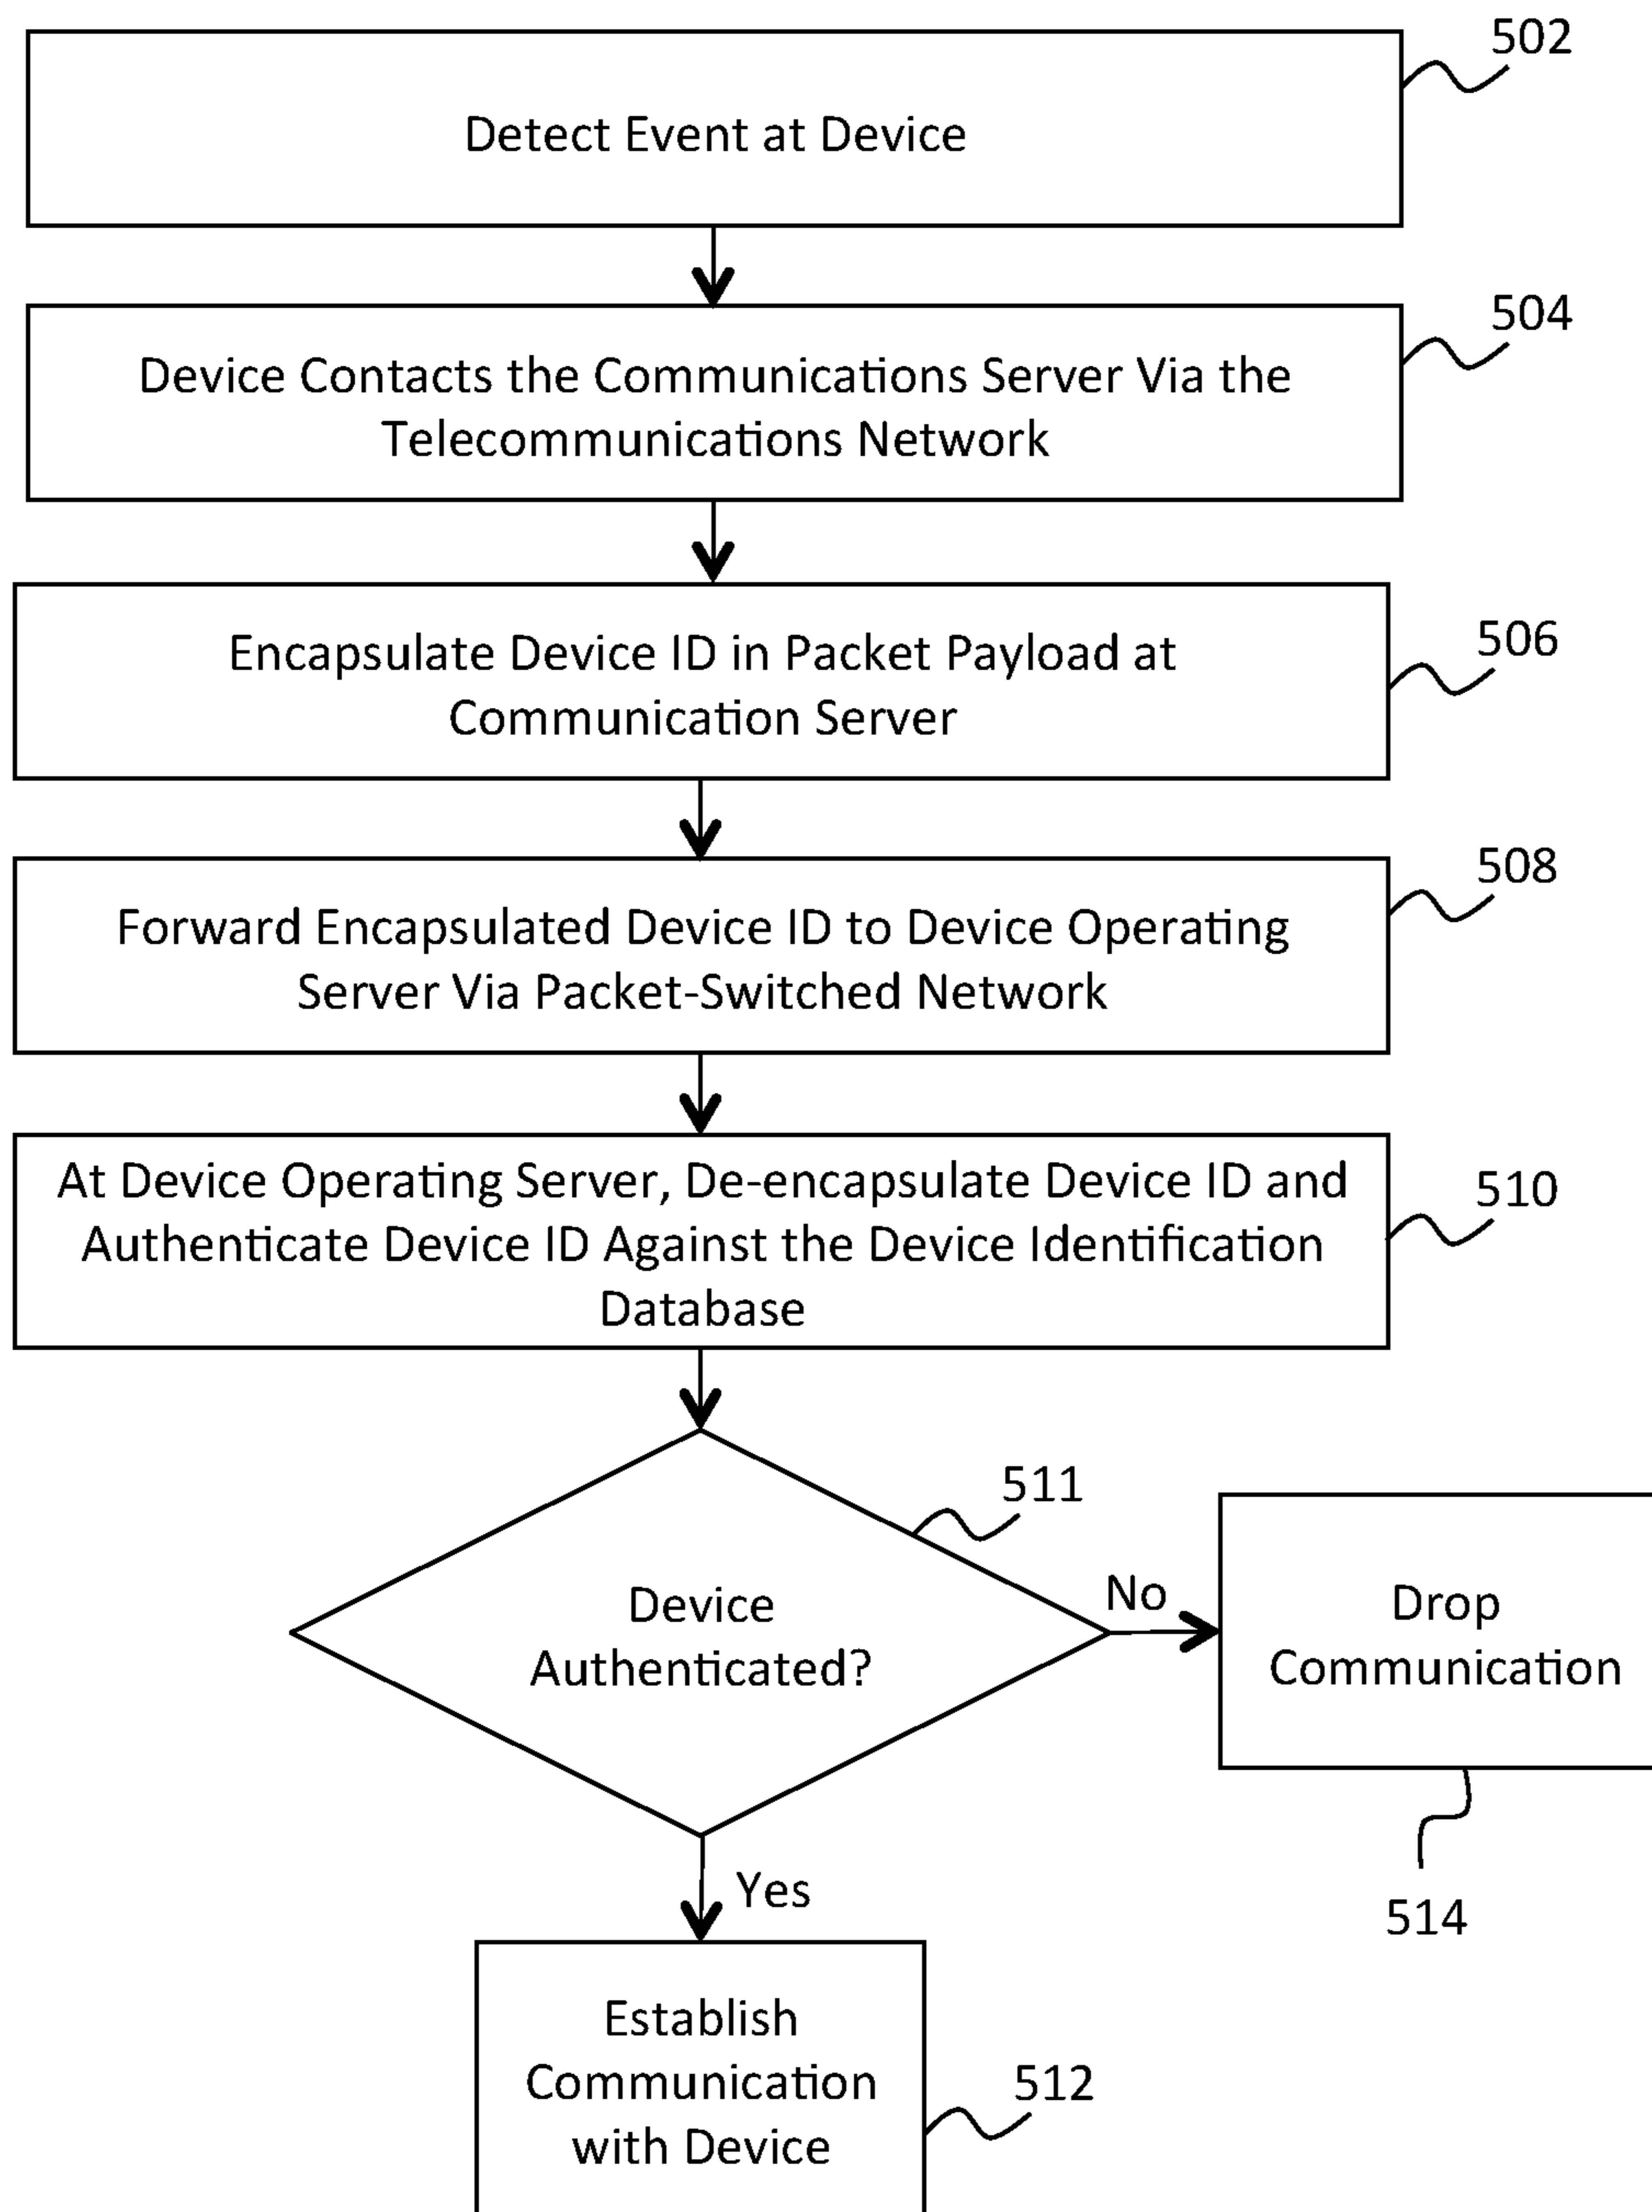 502
Detect Event at Device
504
Device Contacts the Communications Server Via the
Telecommunications Network
506
Encapsulate Device ID in Packet Payload at
Communication Server
508
Forward Encapsulated Device ID to Device Operating
Server Via Packet-Switched Network
510
At Device Operating Server, De-encapsulate Device ID and
Authenticate Device ID Against the Device Identification
Database
511
Device
Authenticated?
No
Drop
Communication
514
Yes
Establish
Communication
with Device
512